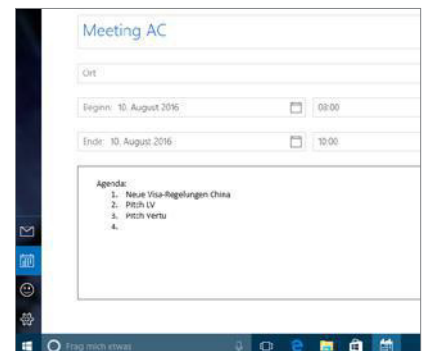 Meeting AC
Ort
Beginn: 10. August 2016 08:00
Ende: 10. August 2016 10:00
Agenda:
1. Neue Visa-Regelungen China
2. Pitch LV
3. Pitch Vertu
4.
Frag mich etwas